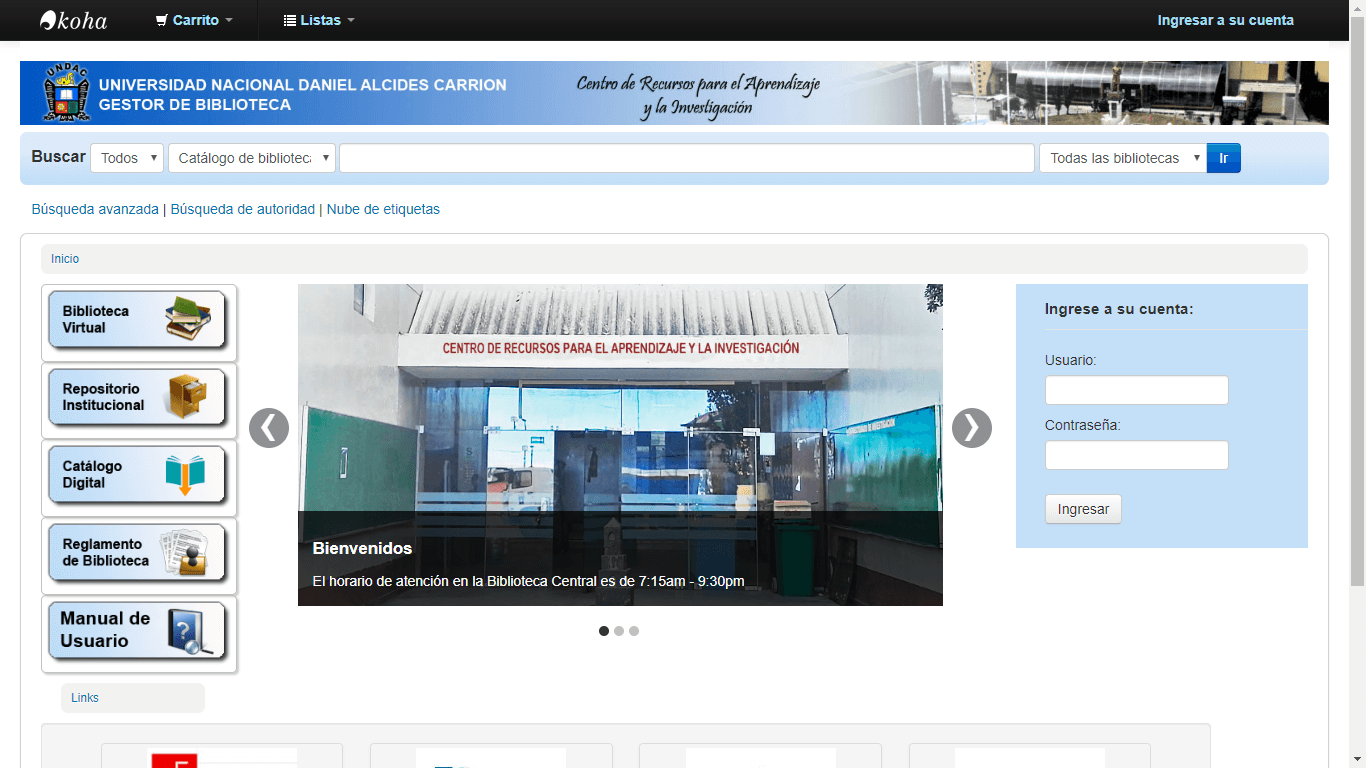 koha
Carrito
Listas
Ingresar a su cuenta
UNDAC
UNIVERSIDAD NACIONAL DANIEL ALCIDES CARRION
GESTOR DE BIBLIOTECA
Centro de Recursos para el Aprendizaje
y la Investigación
Buscar
Todos
Catálogo de bibliotec
Todas las bibliotecas
Ir
Búsqueda avanzada | Búsqueda de autoridad | Nube de etiquetas
Inicio
Biblioteca
Virtual
Repositorio
Institucional
Catálogo
Digital
Reglamento
de Biblioteca
Manual de
Usuario
CENTRO DE RECURSOS PARA EL APRENDIZAJE Y LA INVESTIGACIÓN
Bienvenidos
El horario de atención en la Biblioteca Central es de 7:15am - 9:30pm
Ingrese a su cuenta:
Usuario:
Contraseña:
Ingresar
Links